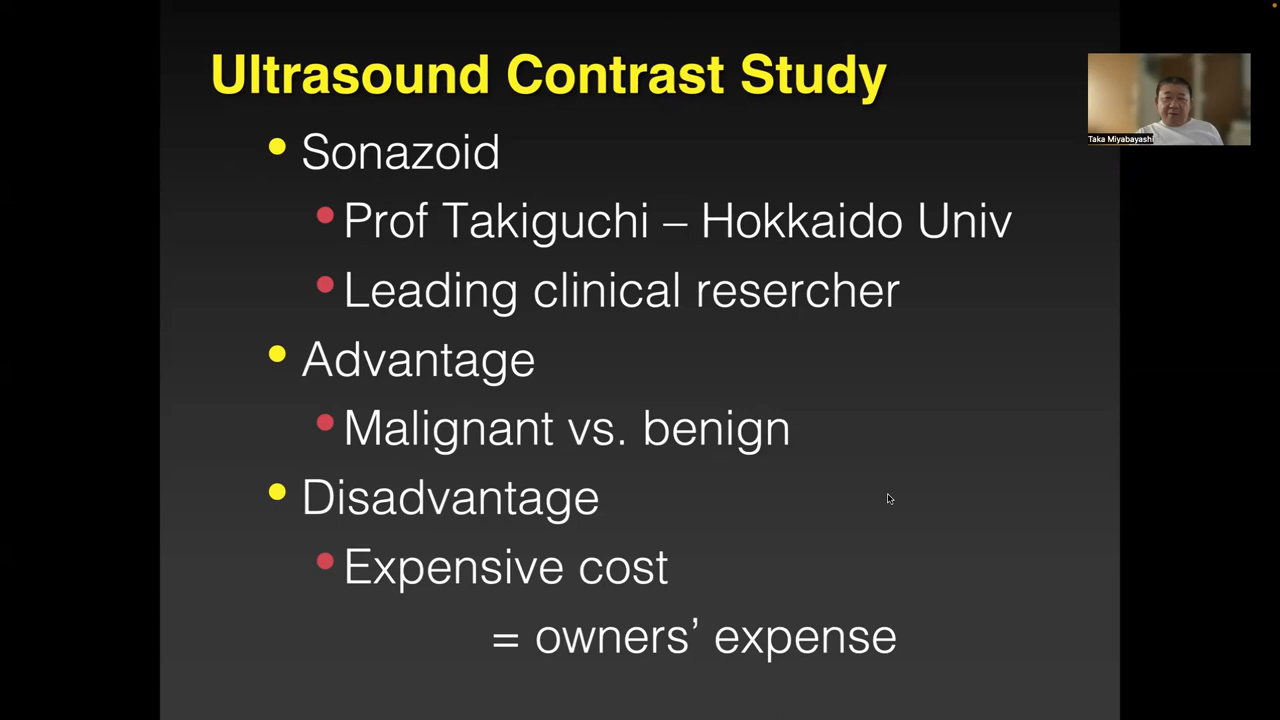 Ultrasound Contrast Study
• Sonazoid
• Prof Takiguchi – Hokkaido Univ
• Leading clinical resercher
• Advantage
• Malignant vs. benign
• Disadvantage
• Expensive cost
= owners’ expense
Taka Miyabayashi